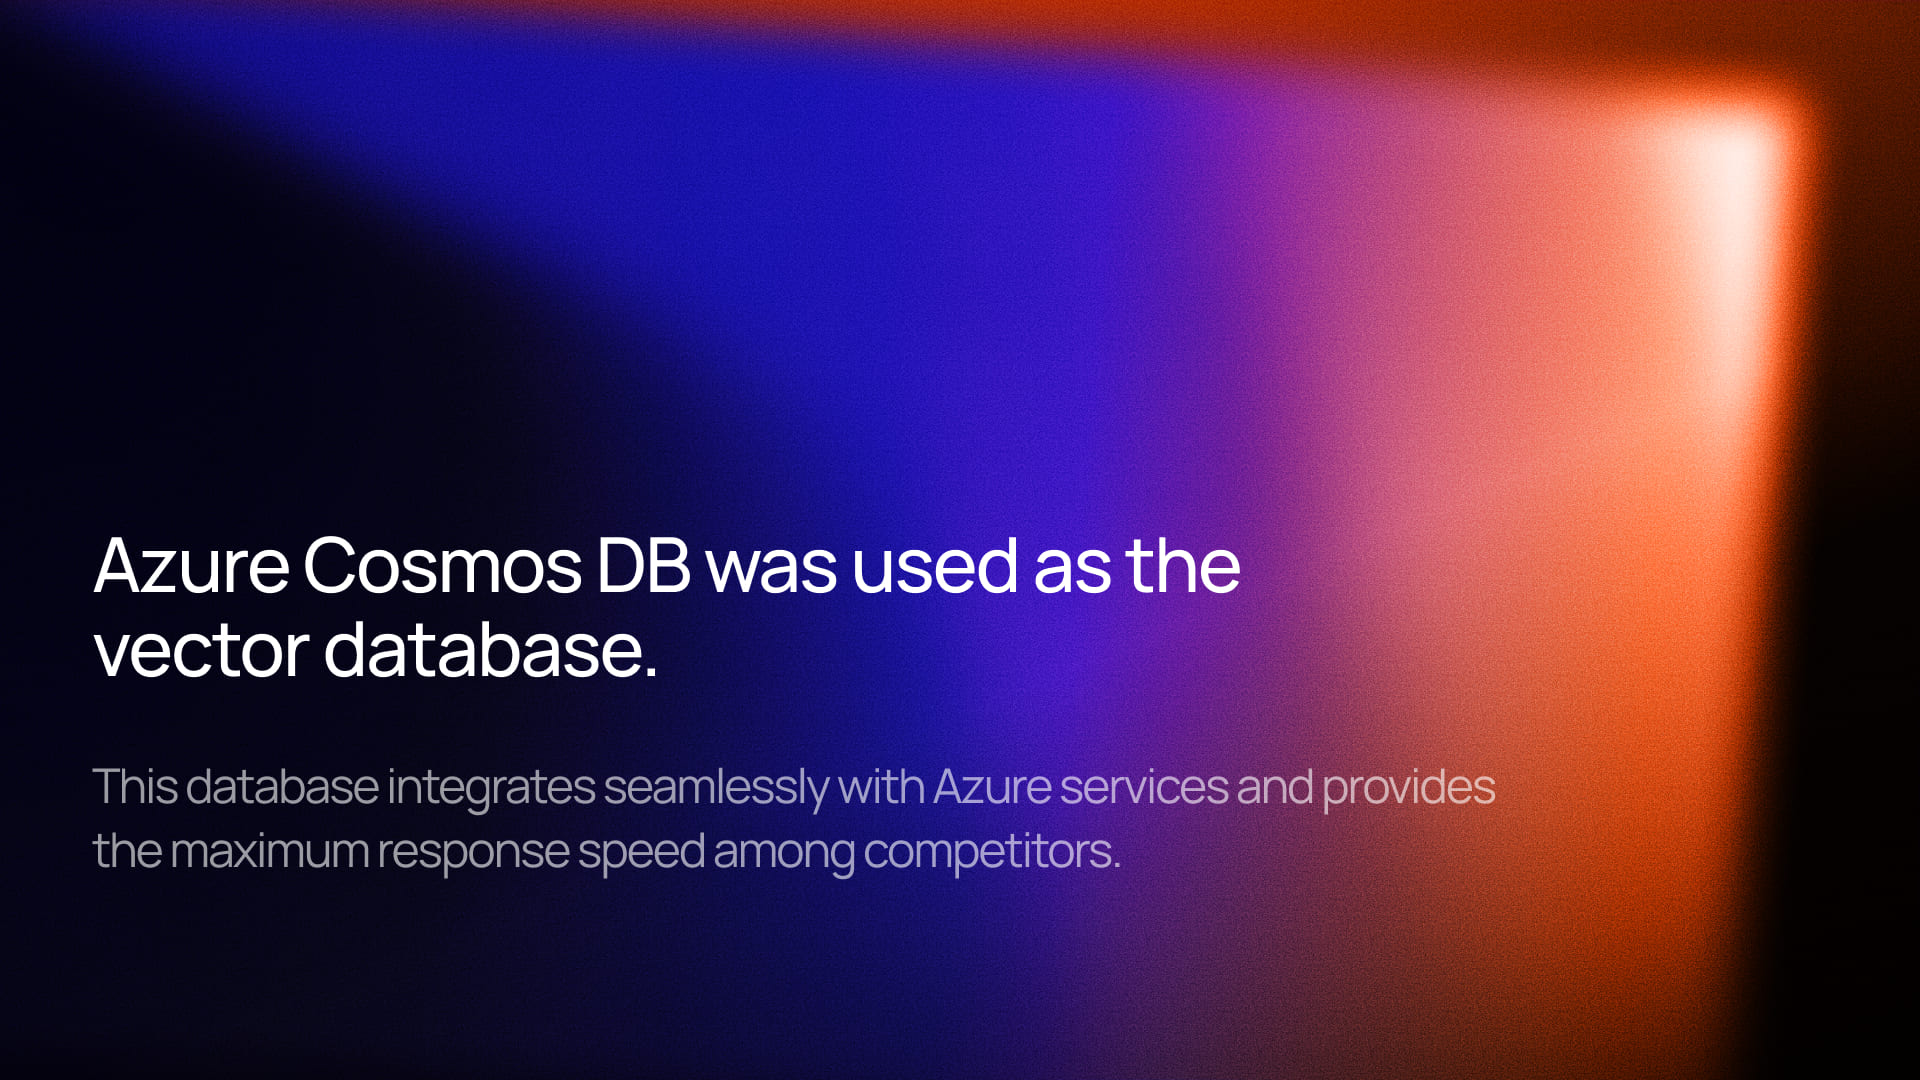 Azure Cosmos DB was used as the
vector database.
This database integrates seamlessly with Azure services and provides
the maximum response speed among competitors.